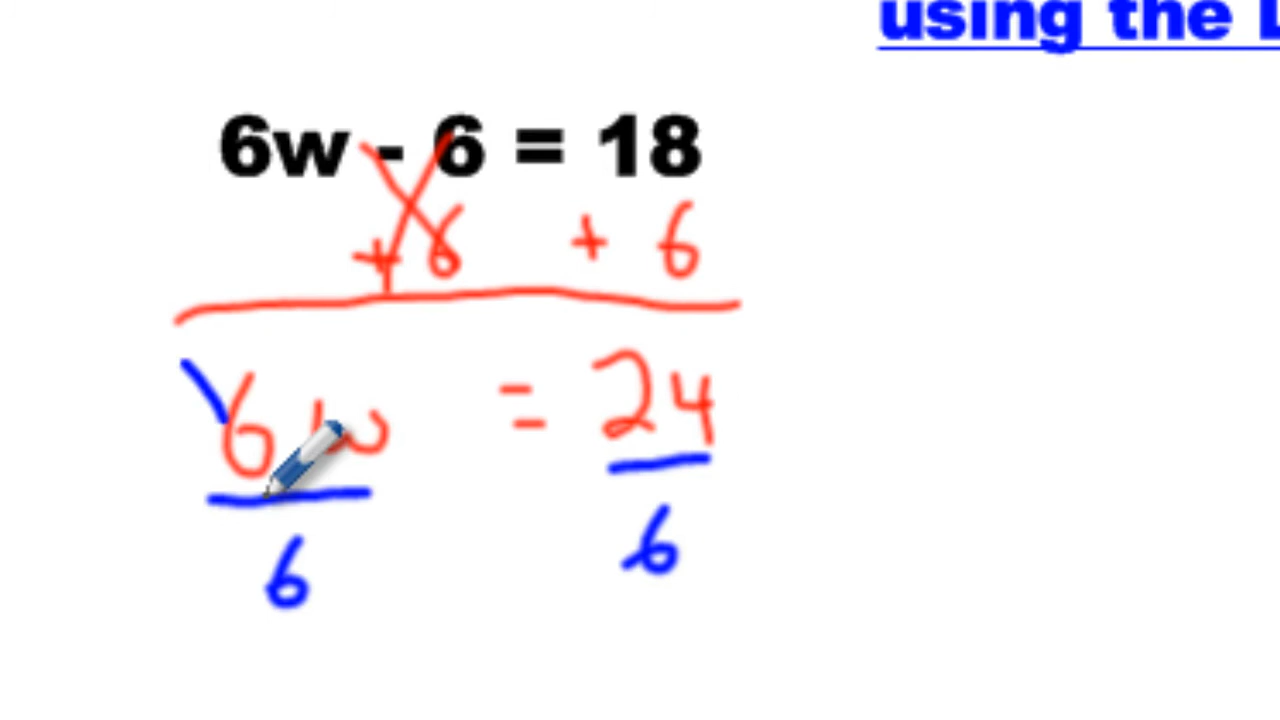 using the
6w - 6 = 18
+ 6 + 6
6w = 24
6 6